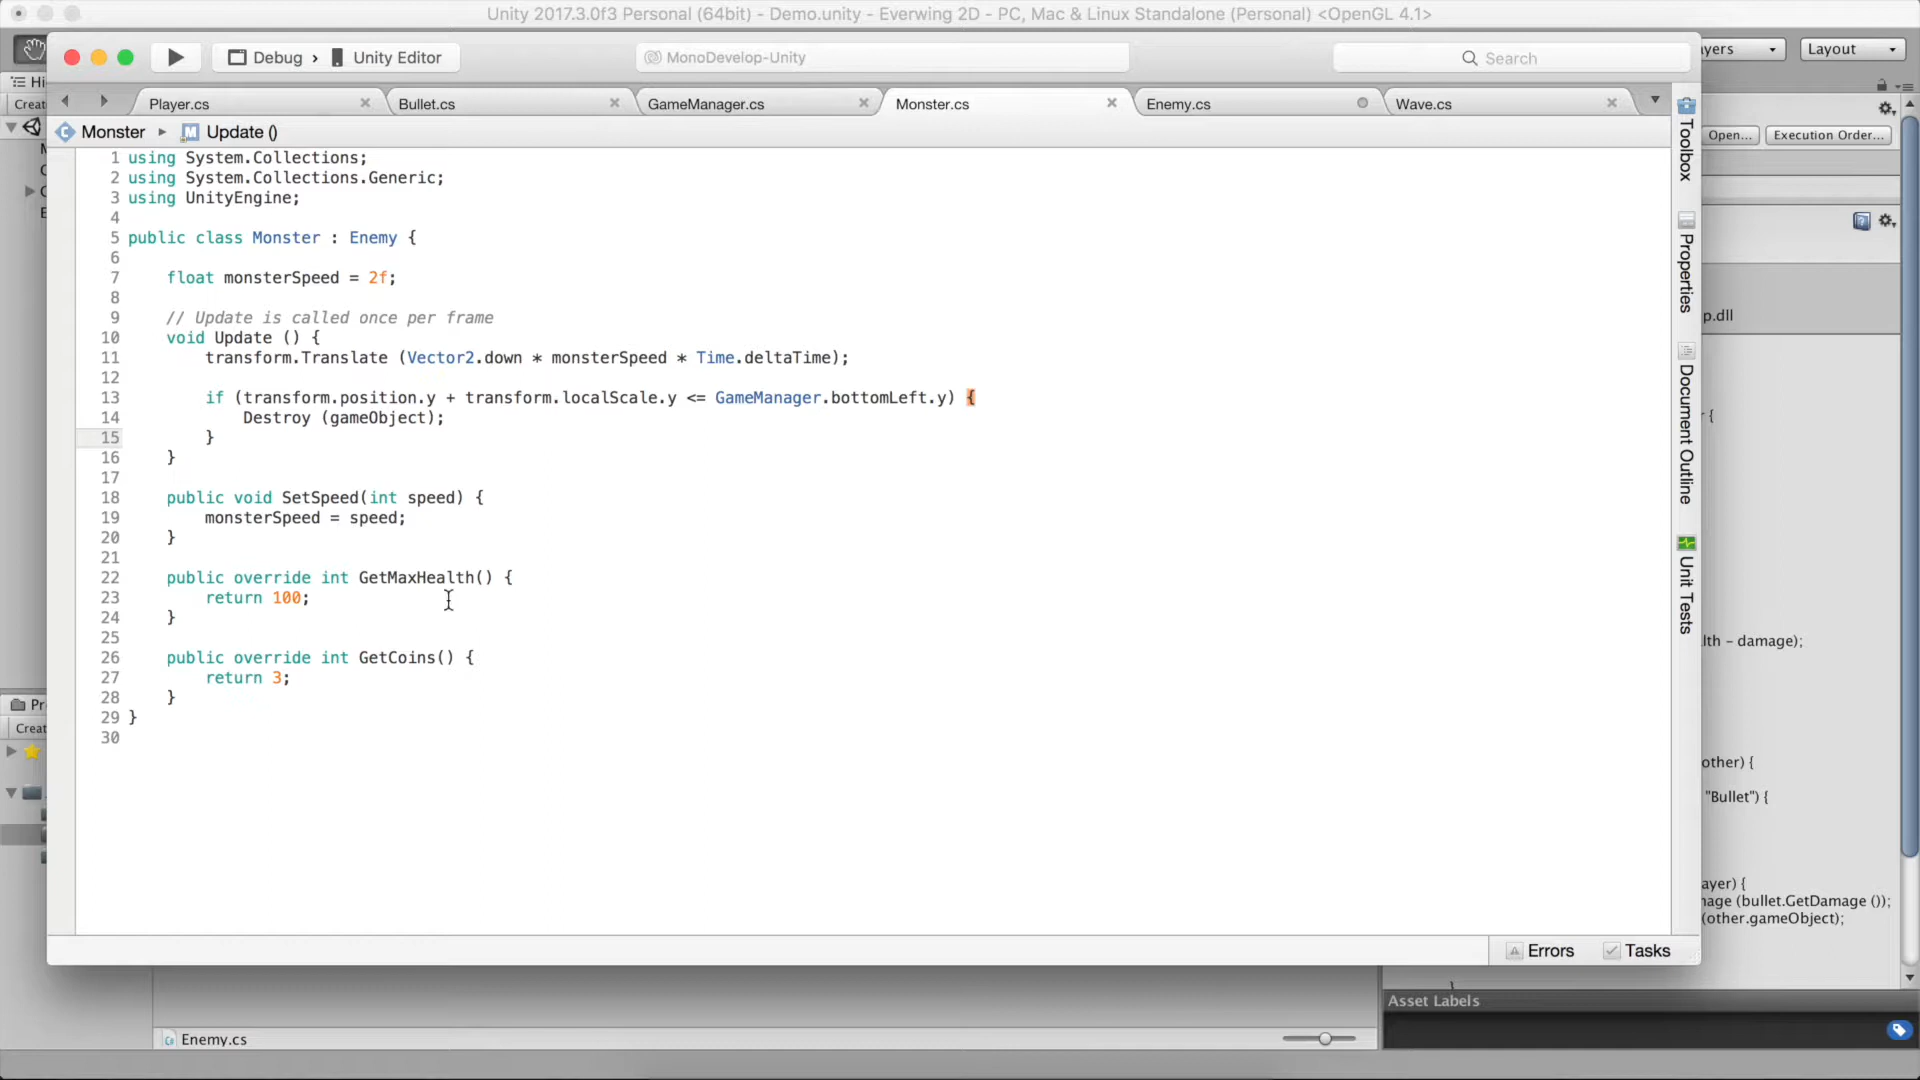 Unity 2017.3.0f3 Personal (64bit) - Demo.unity - Everwing 2D - PC, Mac & Linux Standalone (Personal) <OpenGL 4.1>
Debug › Unity Editor
MonoDevelop-Unity
Search
yers
Layout
Hi
Creat
Player.cs
Bullet.cs
GameManager.cs
Monster.cs
Enemy.cs
Wave.cs
Monster ▸ Update ()
Open...
Execution Order...
1 using System.Collections;
2 using System.Collections.Generic;
3 using UnityEngine;
4
5 public class Monster : Enemy {
6
7 float monsterSpeed = 2f;
8
9 // Update is called once per frame
10 void Update () {
11 transform.Translate (Vector2.down * monsterSpeed * Time.deltaTime);
12
13 if (transform.position.y + transform.localScale.y <= GameManager.bottomLeft.y) {
14 Destroy (gameObject);
15 }
16 }
17
18 public void SetSpeed(int speed) {
19 monsterSpeed = speed;
20 }
21
22 public override int GetMaxHealth() {
23 return 100;
24 }
25
26 public override int GetCoins() {
27 return 3;
28 }
29 }
30
Toolbox
Properties
Document Outline
Unit Tests
p.dll
{
lth - damage);
other) {
"Bullet") {
ayer) {
nage (bullet.GetDamage ());
(other.gameObject);
}
Pr
Creat
Errors
Tasks
Asset Labels
Enemy.cs